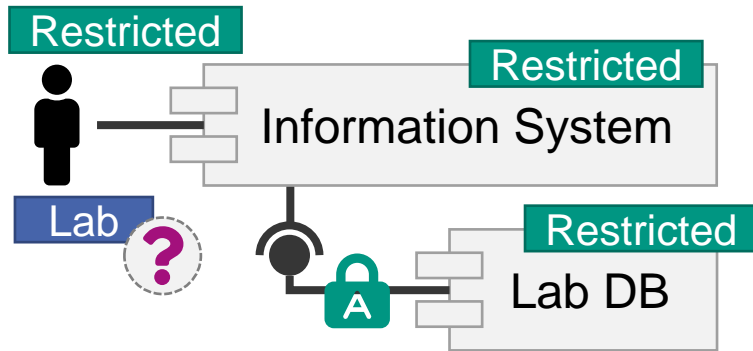 Restricted
Restricted
Information System
Lab
?
Restricted
A
Lab DB